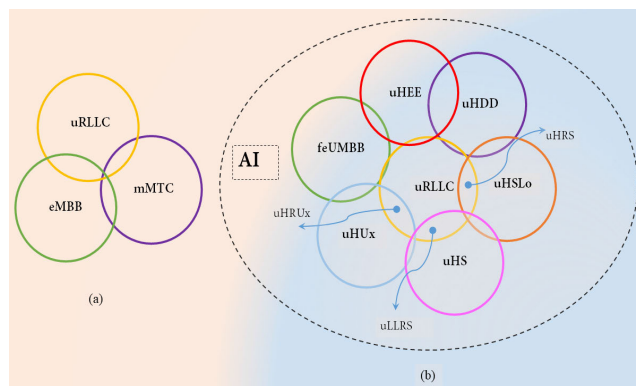 uRLLC
mMTC
eMBB
(a)
uHEE
uHDD
feUMBB
uHRS
AI
uRLLC
uHSLo
uHRUx
uHUx
uHS
uLLRS
(b)